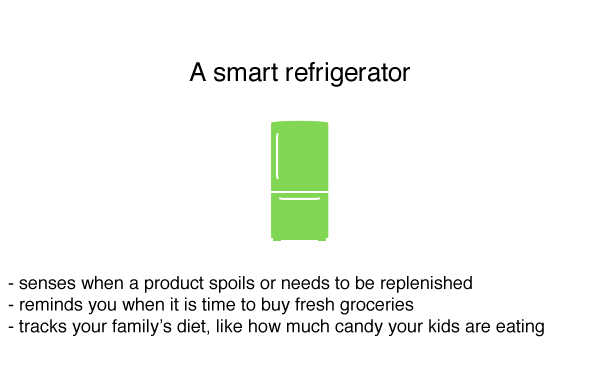 A smart refrigerator
- senses when a product spoils or needs to be replenished
- reminds you when it is time to buy fresh groceries
- tracks your family’s diet, like how much candy your kids are eating